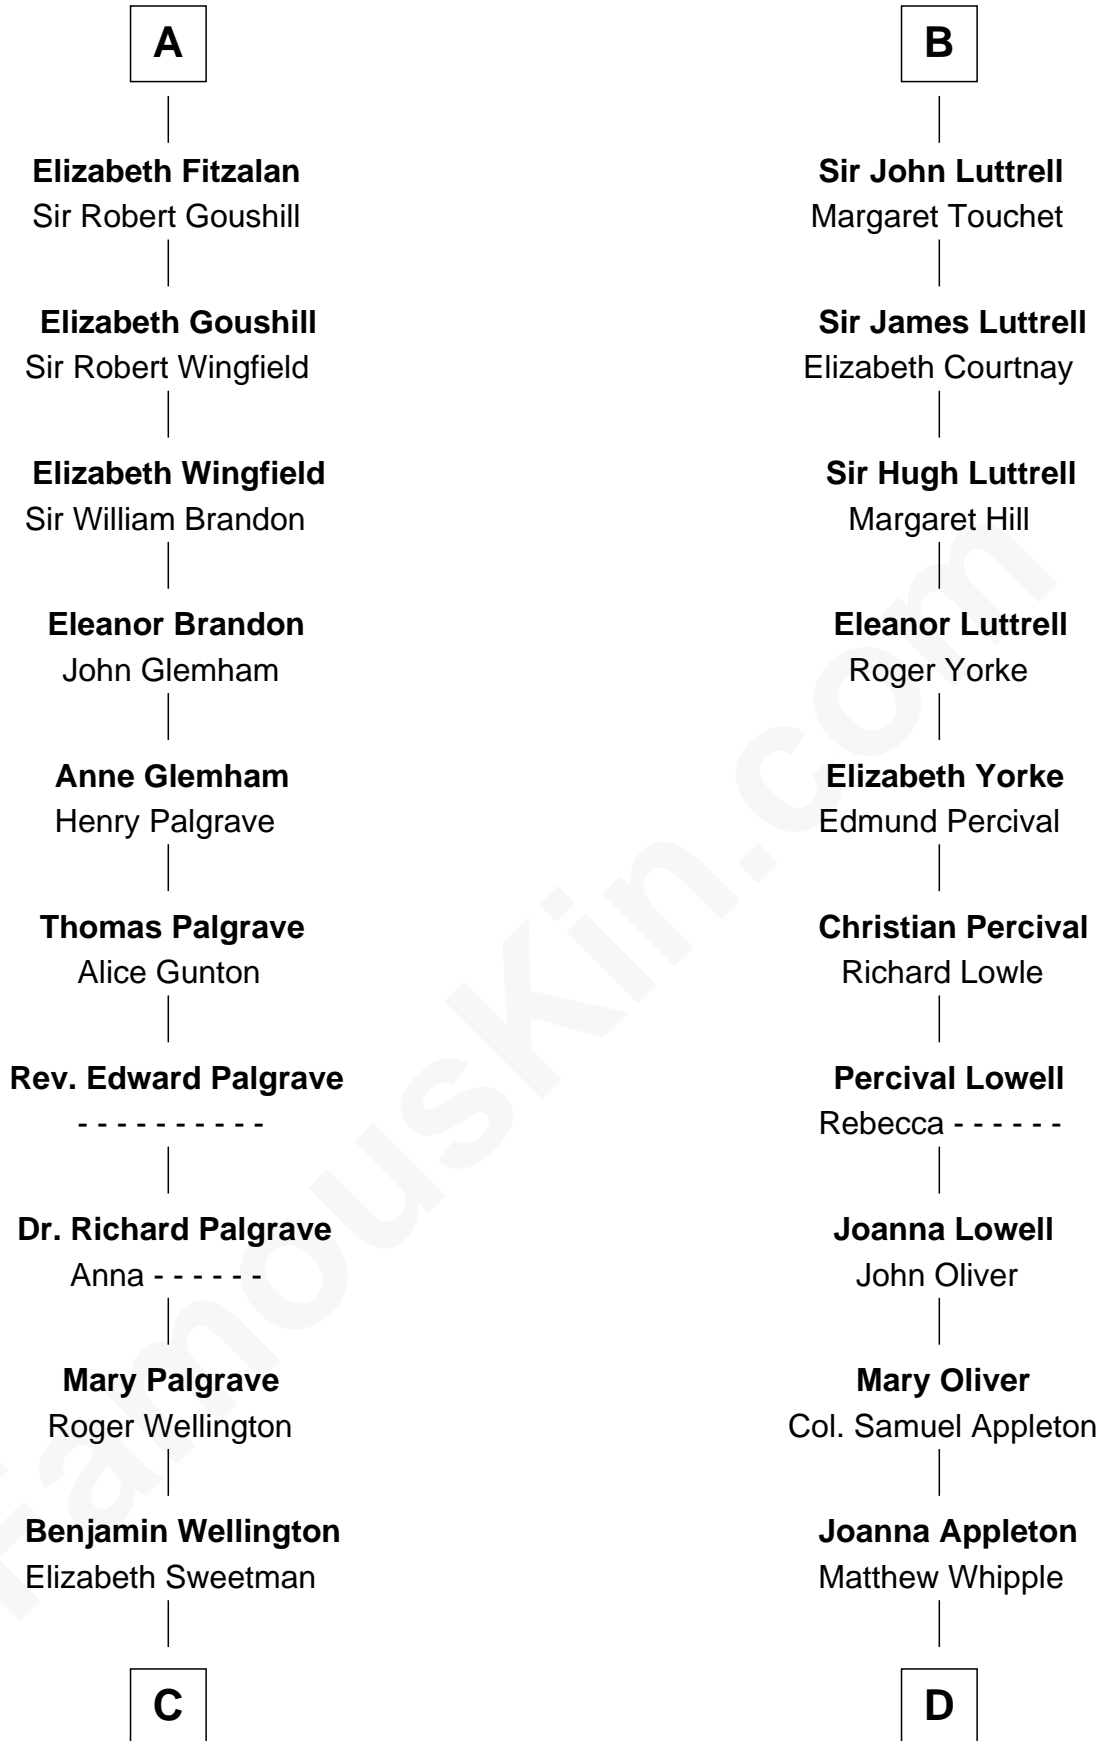 A
Elizabeth Fitzalan
Sir Robert Goushill
Elizabeth Goushill
Sir Robert Wingfield
Elizabeth Wingfield
Sir William Brandon
Eleanor Brandon
John Glemham
Anne Glemham
Henry Palgrave
Thomas Palgrave
Alice Gunton
Rev. Edward Palgrave
- - - - - - - - - -
Dr. Richard Palgrave
Anna - - - - - -
Mary Palgrave
Roger Wellington
Benjamin Wellington
Elizabeth Sweetman
C
B
Sir John Luttrell
Margaret Touchet
Sir James Luttrell
Elizabeth Courtnay
Sir Hugh Luttrell
Margaret Hill
Eleanor Luttrell
Roger Yorke
Elizabeth Yorke
Edmund Percival
Christian Percival
Richard Lowle
Percival Lowell
Rebecca - - - - - -
Joanna Lowell
John Oliver
Mary Oliver
Col. Samuel Appleton
Joanna Appleton
Matthew Whipple
D
FamousKin.com